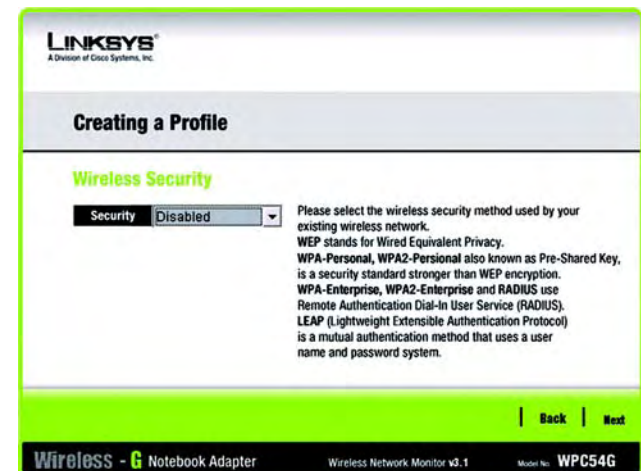 LINKSYS®
A Division of Cisco Systems, Inc.
Creating a Profile
Wireless Security
Security Disabled
Please select the wireless security method used by your
existing wireless network.
WEP stands for Wired Equivalent Privacy.
WPA-Personal, WPA2-Persional also known as Pre-Shared Key,
is a security standard stronger than WEP encryption.
WPA-Enterprise, WPA2-Enterprise and RADIUS use
Remote Authentication Dial-In User Service (RADIUS).
LEAP (Lightweight Extensible Authentication Protocol)
is a mutual authentication method that uses a user
name and password system.
Back | Next
Wireless - G Notebook Adapter Wireless Network Monitor v3.1 Model No. WPC54G